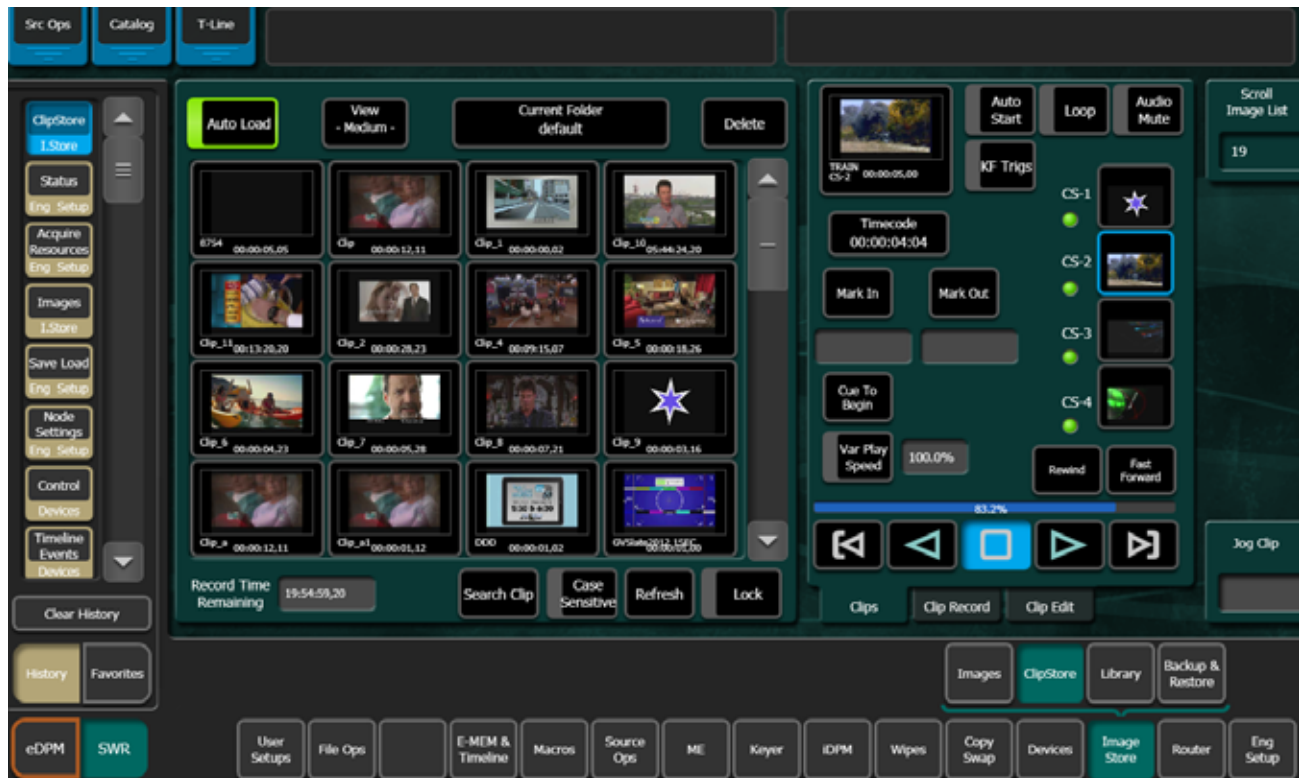 Src Ops
Catalog
T-Line
ClipStore
I.Store
Status
Eng Setup
Acquire
Resources
Eng Setup
Images
I.Store
Save Load
Eng Setup
Node
Settings
Eng Setup
Control
Devices
Timeline
Events
Devices
Clear History
History
Favorites
Auto Load
View
- Medium -
Current Folder
default
Delete
8754 00:00:05,05
Clip 00:00:12,11
Clip_1 00:00:00,02
Clip_10 05:44:24,20
Clip_11 00:13:20,20
Clip_2 00:00:28,23
Clip_4 00:09:15,07
Clip_5 00:00:18,26
Clip_6 00:00:04,23
Clip_7 00:00:05,28
Clip_8 00:00:07,21
Clip_9 00:00:03,16
Clip_a 00:00:12,11
Clip_a1 00:00:01,12
DDD 00:00:01,02
GVSlate2012_1SEC 00:00:01,00
Record Time
Remaining
19:54:59,20
Search Clip
Case
Sensitive
Refresh
Lock
TRAIN
CS-2 00:00:05,00
Auto
Start
Loop
Audio
Mute
KF Trigs
Timecode
00:00:04:04
CS-1
CS-2
CS-3
CS-4
Mark In
Mark Out
Cue To
Begin
Var Play
Speed
100.0%
Rewind
Fast
Forward
83.2%
Clips
Clip Record
Clip Edit
Scroll
Image List
19
Jog Clip
Images
ClipStore
Library
Backup &
Restore
eDPM
SWR
User
Setups
File Ops
E-MEM &
Timeline
Macros
Source
Ops
ME
Keyer
iDPM
Wipes
Copy
Swap
Devices
Image
Store
Router
Eng
Setup